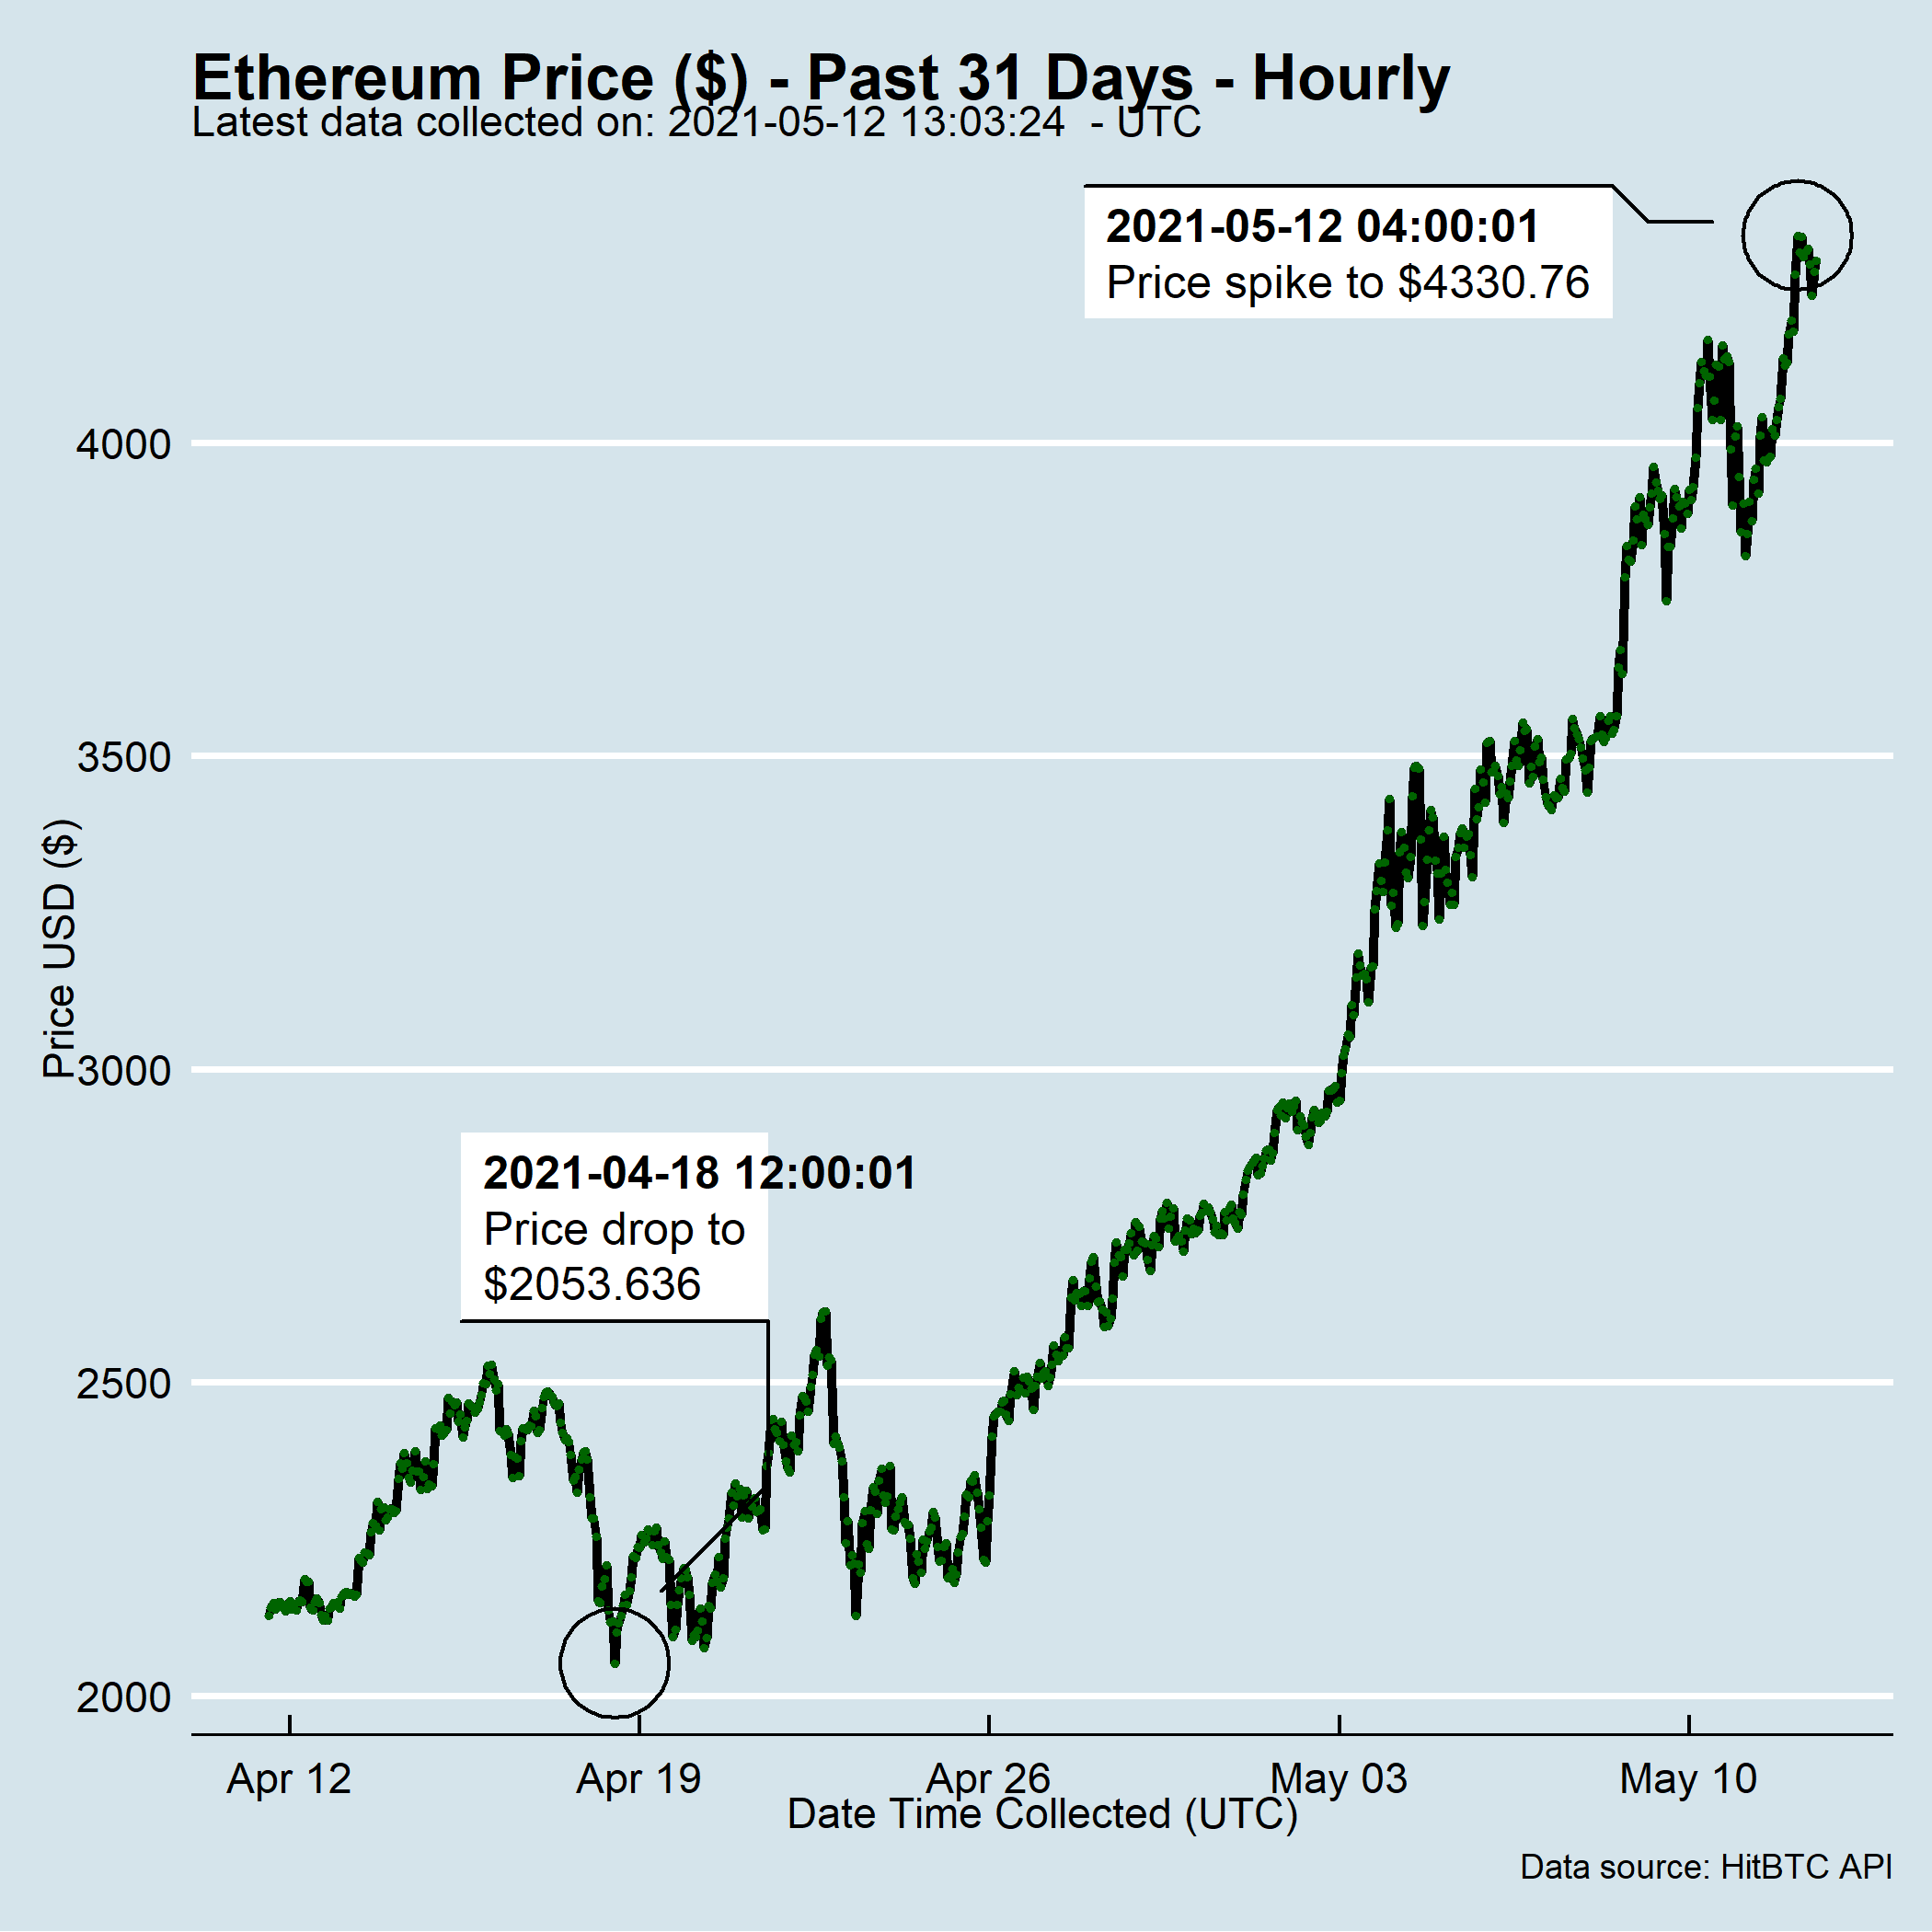 Ethereum Price ($) - Past 31 Days - Hourly
Latest data collected on: 2021-05-12 13:03:24  - UTC
2021-05-12 04:00:01
Price spike to $4330.76
4000
3500
3000
2500
2000
Price USD ($)
2021-04-18 12:00:01
Price drop to
$2053.636
Apr 12
Apr 19
Apr 26
May 03
May 10
Date Time Collected (UTC)
Data source: HitBTC API